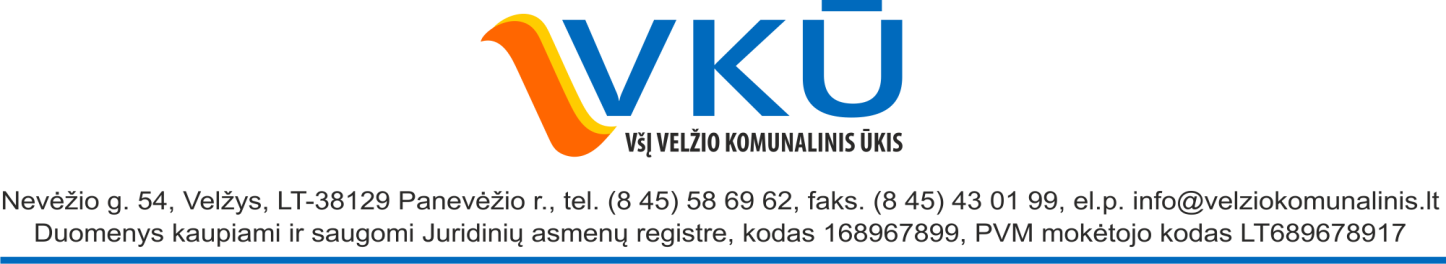 VKŪ
VšĮ VELŽIO KOMUNALINIS ŪKIS
Nevėžio g. 54, Velžys, LT-38129 Panevėžio r., tel. (8 45) 58 69 62, faks. (8 45) 43 01 99, el.p. info@velziokomunalinis.lt
Duomenys kaupiami ir saugomi Juridinių asmenų registre, kodas 168967899, PVM mokėtojo kodas LT689678917